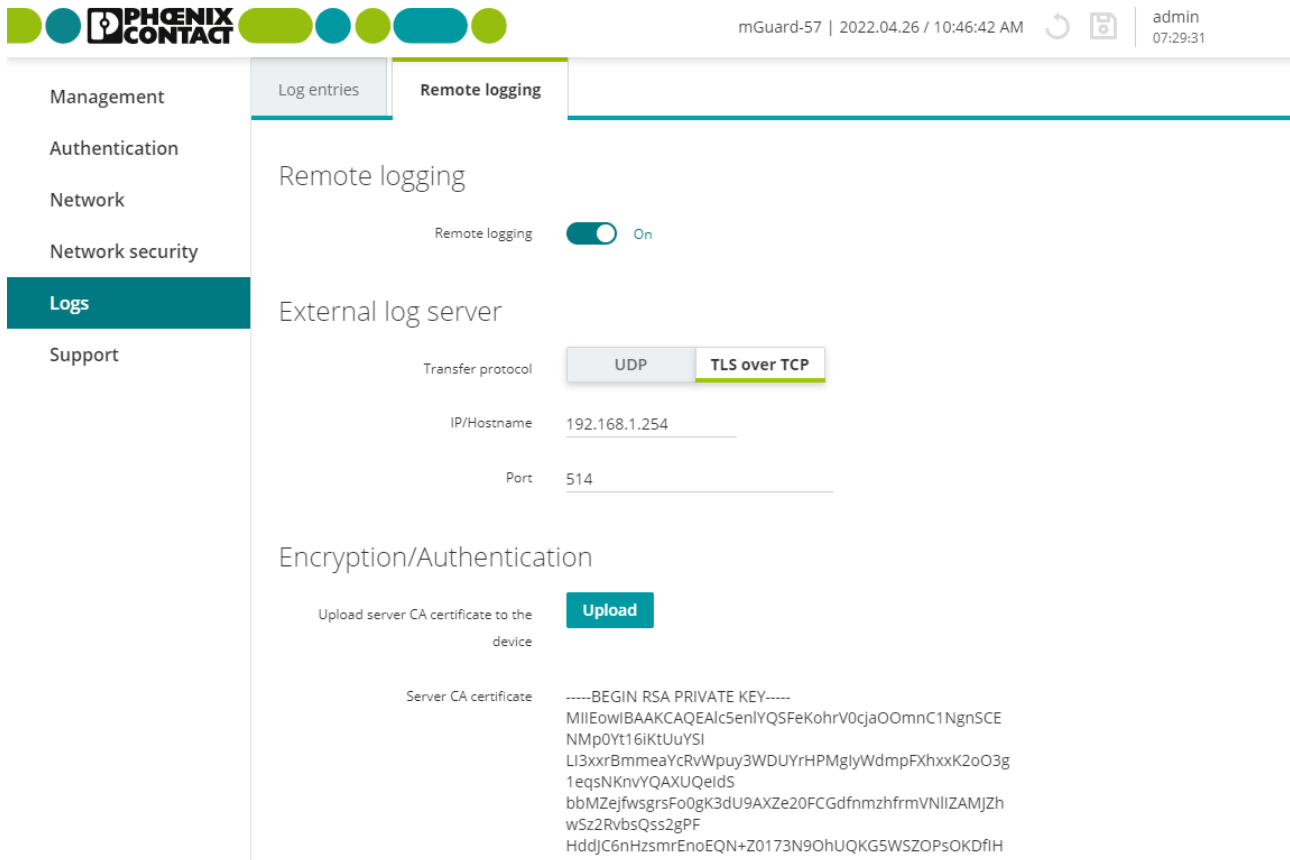 PHŒNIX
CONTACT
mGuard-57 | 2022.04.26 / 10:46:42 AM
admin
07:29:31
Management
Authentication
Network
Network security
Logs
Support
Log entries
Remote logging
Remote logging
Remote logging
On
External log server
Transfer protocol
UDP
TLS over TCP
IP/Hostname
192.168.1.254
Port
514
Encryption/Authentication
Upload server CA certificate to the
device
Upload
Server CA certificate
-----BEGIN RSA PRIVATE KEY-----
MIIEowIBAAKCAQEAlc5enlYQSFeKohrV0cjaOOmnC1NgnSCE
NMp0Yt16iKtUuYSI
LI3xxrBmmeaYcRvWpuy3WDUYrHPMgIyWdmpFXhxxK2oO3g
1eqsNKnvYQAXUQeIdS
bbMZejfwsgrsFo0gK3dU9AXZe20FCGdfnmzhfrmVNlIZAMJZh
wSz2RvbsQss2gPF
HddJC6nHzsmrEnoEQN+Z0173N9OhUQKG5WSZOPsOKDfIH